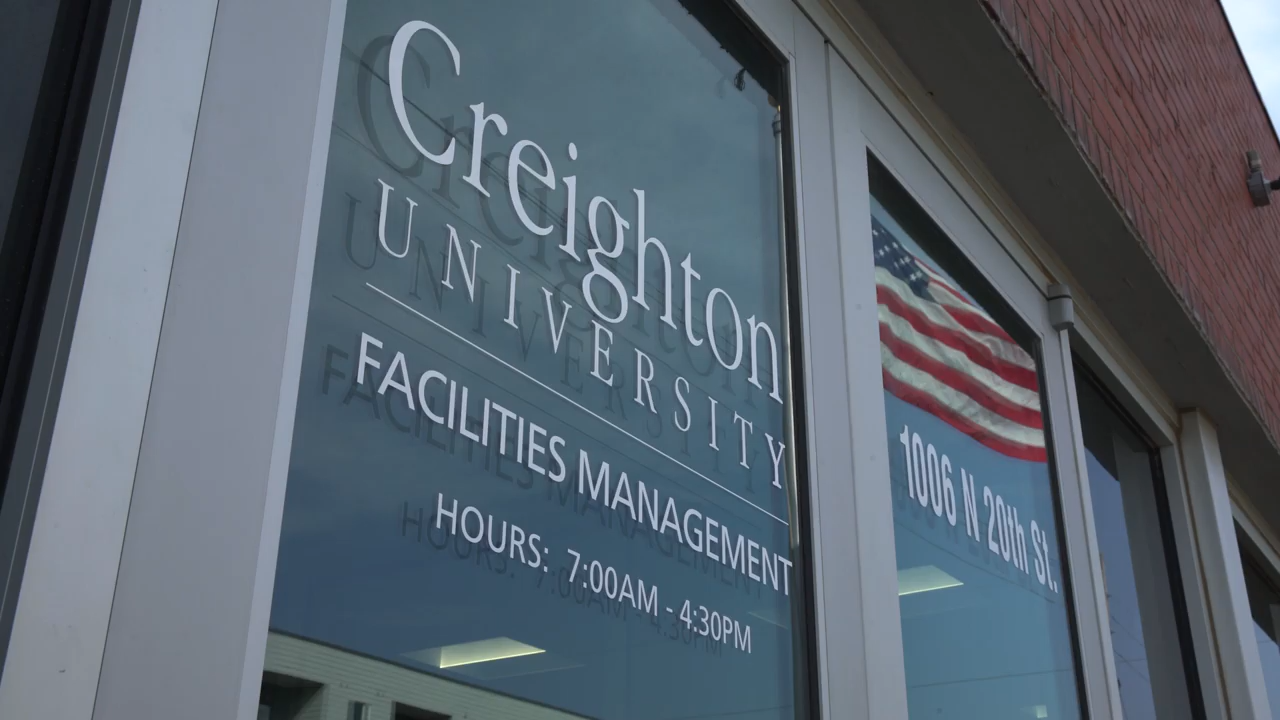 Creighton
UNIVERSITY
FACILITIES MANAGEMENT
HOURS: 7:00AM - 4:30PM
1006 N 20th St.